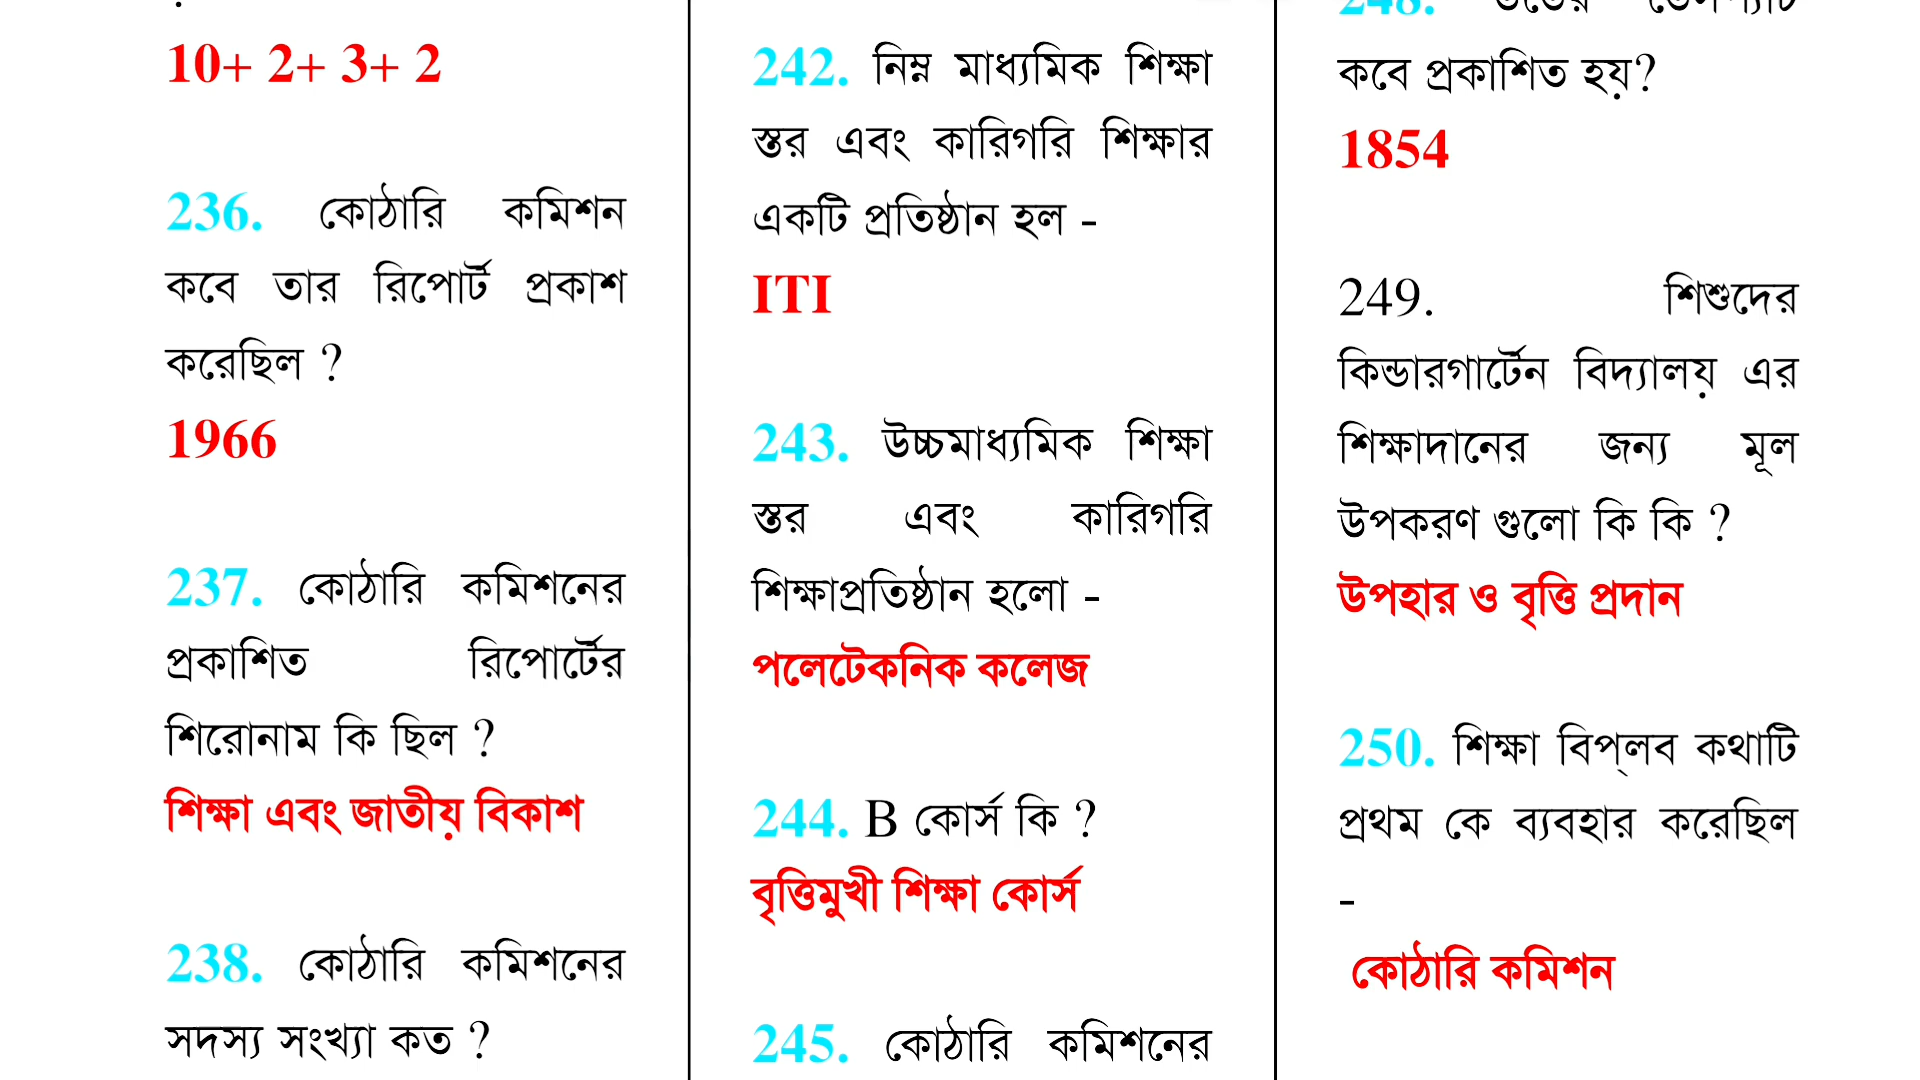 10+ 2+ 3+ 2
236. কোঠারি কমিশন
কবে তার রিপোর্ট প্রকাশ
করেছিল ?
1966
237. কোঠারি কমিশনের
প্রকাশিত রিপোর্টের
শিরোনাম কি ছিল ?
শিক্ষা এবং জাতীয় বিকাশ
238. কোঠারি কমিশনের
সদস্য সংখ্যা কত ?
242. নিম্ন মাধ্যমিক শিক্ষা
স্তর এবং কারিগরি শিক্ষার
একটি প্রতিষ্ঠান হল -
ITI
243. উচ্চমাধ্যমিক শিক্ষা
স্তর এবং কারিগরি
শিক্ষাপ্রতিষ্ঠান হলো -
পলেটেকনিক কলেজ
244. B কোর্স কি ?
বৃত্তিমুখী শিক্ষা কোর্স
245. কোঠারি কমিশনের
248.
কবে প্রকাশিত হয়?
1854
249. শিশুদের
কিন্ডারগার্টেন বিদ্যালয় এর
শিক্ষাদানের জন্য মূল
উপকরণ গুলো কি কি ?
উপহার ও বৃত্তি প্রদান
250. শিক্ষা বিপ্‌লব কথাটি
প্রথম কে ব্যবহার করেছিল
-
কোঠারি কমিশন